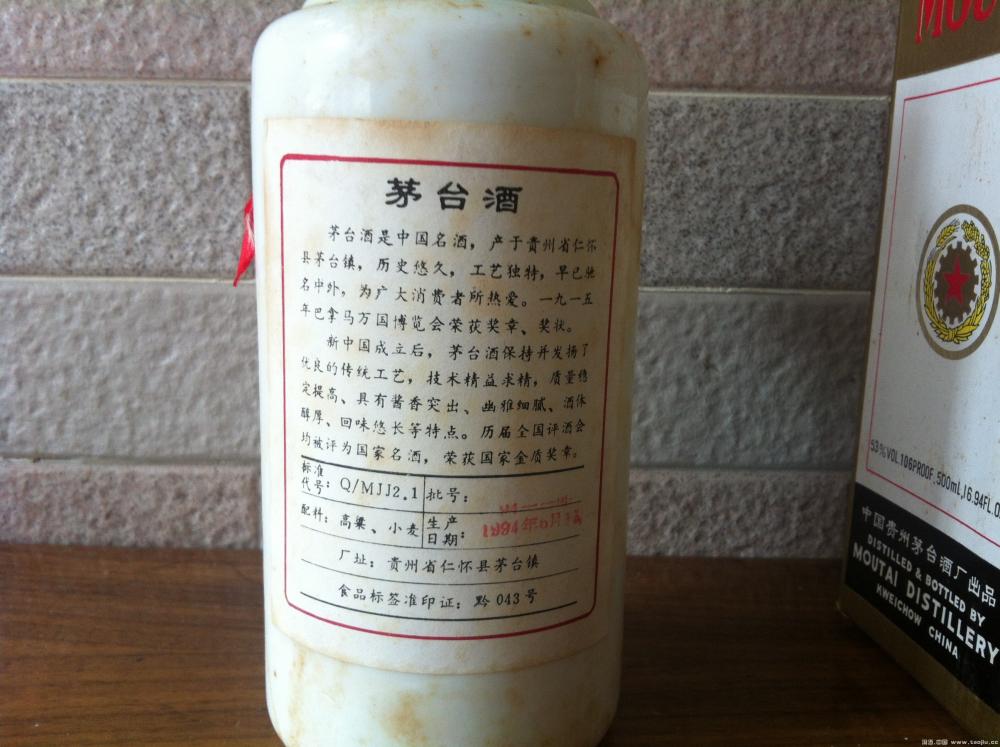 茅台酒
茅台酒是中国名酒，产于贵州省仁怀
县茅台镇，历史悠久，工艺独特，早已驰
名中外，为广大消费者所热爱。一九一五
年巴拿马万国博览会荣获奖章、奖状。
新中国成立后，茅台酒保持并发扬了
优良的传统工艺，技术精益求精，质量稳
定提高、具有酱香突出、幽雅细腻、酒体
醇厚、回味悠长等特点。历届全国评酒会
均被评为国家名酒，荣获国家金质奖章。
标准代号：Q/MJJ2.1 批号：
配料：高粱、小麦 生产日期：1994年
厂址：贵州省仁怀县茅台镇
食品标签准印证：黔 043号
53%VOL.106PROOF.500mL,16.94FL.O
中国贵州茅台酒厂出品
DISTILLED & BOTTLED BY
MOUTAI DISTILLERY
KWEICHOW CHINA
www.taojiu.cc